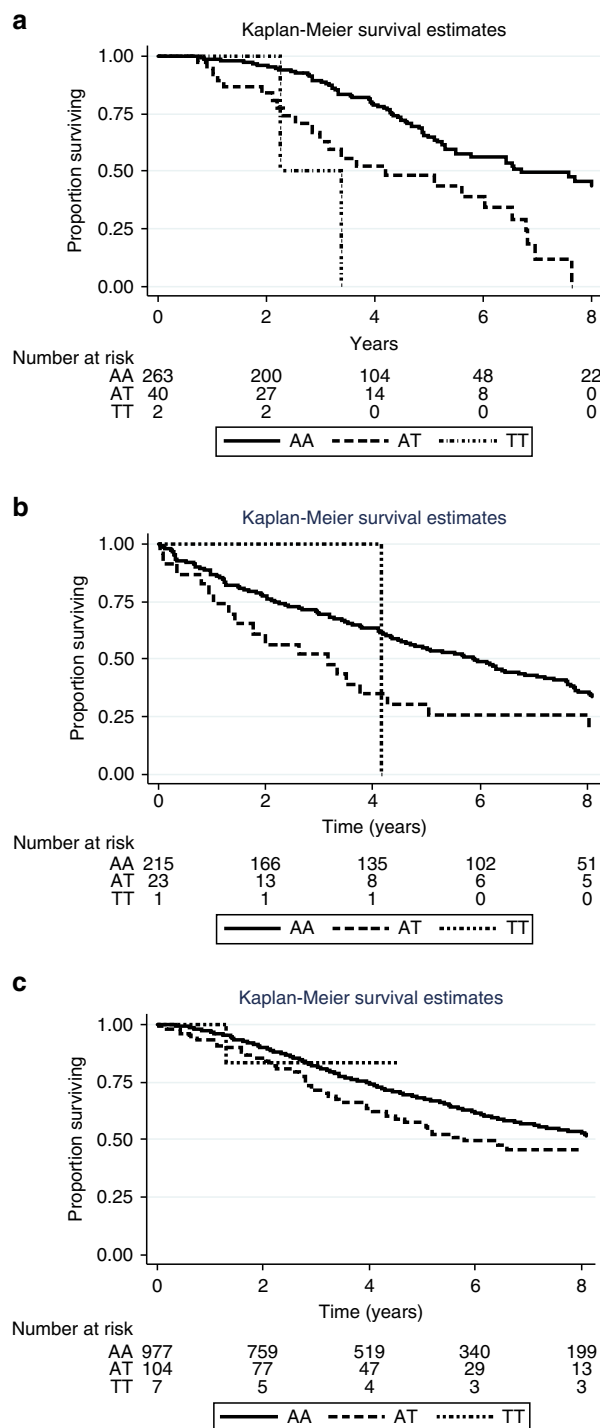 a
Kaplan-Meier survival estimates
1.00
0.75
0.50
0.25
0.00
Proportion surviving
0 2 4 6 8
Years
Number at risk
AA 263 200 104 48 22
AT 40 27 14 8 0
TT 2 2 0 0 0
AA AT TT
b
Kaplan-Meier survival estimates
1.00
0.75
0.50
0.25
0.00
Proportion surviving
0 2 4 6 8
Time (years)
Number at risk
AA 215 166 135 102 51
AT 23 13 8 6 5
TT 1 1 1 0 0
AA AT TT
c
Kaplan-Meier survival estimates
1.00
0.75
0.50
0.25
0.00
Proportion surviving
0 2 4 6 8
Time (years)
Number at risk
AA 977 759 519 340 199
AT 104 77 47 29 13
TT 7 5 4 3 3
AA AT TT